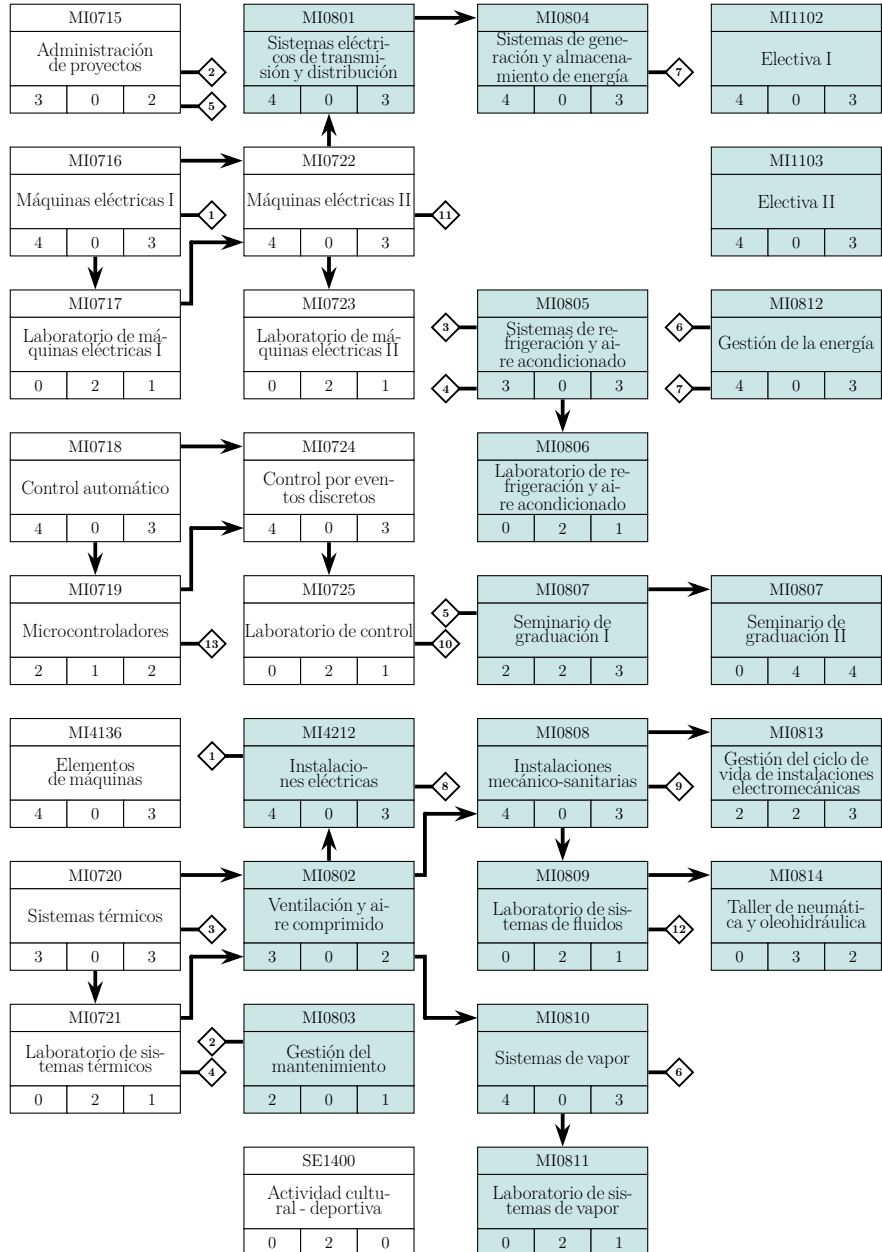 MI0715
Administración
de proyectos
3 0 2
2
5
MI0801
Sistemas eléctri-
cos de transmi-
sión y distribución
4 0 3
MI0804
Sistemas de gene-
ración y almacena-
miento de energía
4 0 3
7
MI1102
Electiva I
4 0 3
MI0716
Máquinas eléctricas I
4 0 3
1
MI0722
Máquinas eléctricas II
4 0 3
11
MI1103
Electiva II
4 0 3
MI0717
Laboratorio de má-
quinas eléctricas I
0 2 1
MI0723
Laboratorio de má-
quinas eléctricas II
0 2 1
3
4
MI0805
Sistemas de re-
frigeración y ai-
re acondicionado
3 0 3
6
7
MI0812
Gestión de la energía
4 0 3
MI0718
Control automático
4 0 3
MI0724
Control por even-
tos discretos
4 0 3
MI0806
Laboratorio de re-
frigeración y ai-
re acondicionado
0 2 1
MI0719
Microcontroladores
2 1 2
13
MI0725
Laboratorio de control
0 2 1
5
10
MI0807
Seminario de
graduación I
2 2 3
MI0807
Seminario de
graduación II
0 4 4
MI4136
Elementos
de máquinas
4 0 3
1
MI4212
Instalacio-
nes eléctricas
4 0 3
8
MI0808
Instalaciones
mecánico-sanitarias
4 0 3
9
MI0813
Gestión del ciclo de
vida de instalaciones
electromecánicas
2 2 3
MI0720
Sistemas térmicos
3 0 3
3
MI0802
Ventilación y ai-
re comprimido
3 0 2
MI0809
Laboratorio de sis-
temas de fluidos
0 2 1
12
MI0814
Taller de neumáti-
ca y oleohidráulica
0 3 2
MI0721
Laboratorio de sis-
temas térmicos
0 2 1
2
4
MI0803
Gestión del
mantenimiento
2 0 1
MI0810
Sistemas de vapor
4 0 3
6
SE1400
Actividad cultu-
ral - deportiva
0 2 0
MI0811
Laboratorio de sis-
temas de vapor
0 2 1